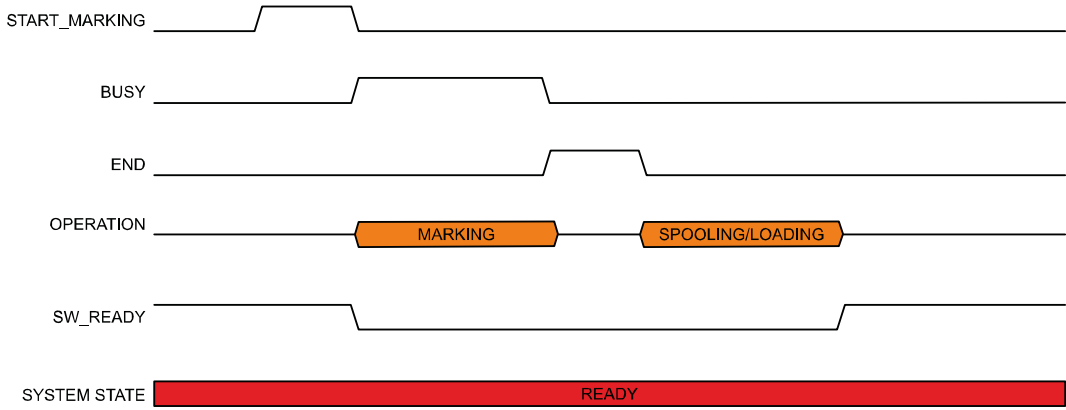 START_MARKING
BUSY
END
OPERATION
MARKING
SPOOLING/LOADING
SW_READY
SYSTEM STATE
READY